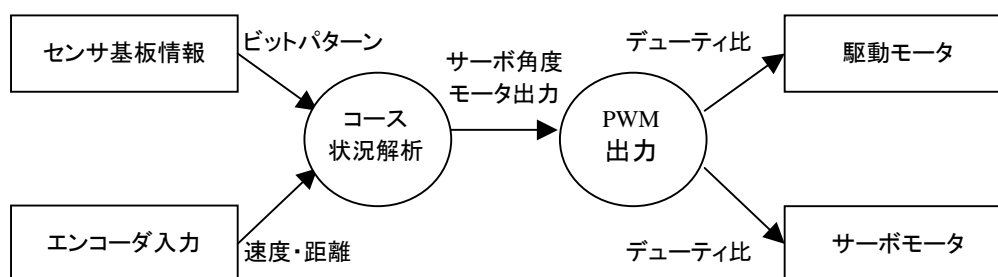 センサ基板情報
ビットパターン
コース
状況解析
エンコーダ入力
速度・距離
サーボ角度
モータ出力
PWM
出力
デューティ比
駆動モータ
デューティ比
サーボモータ